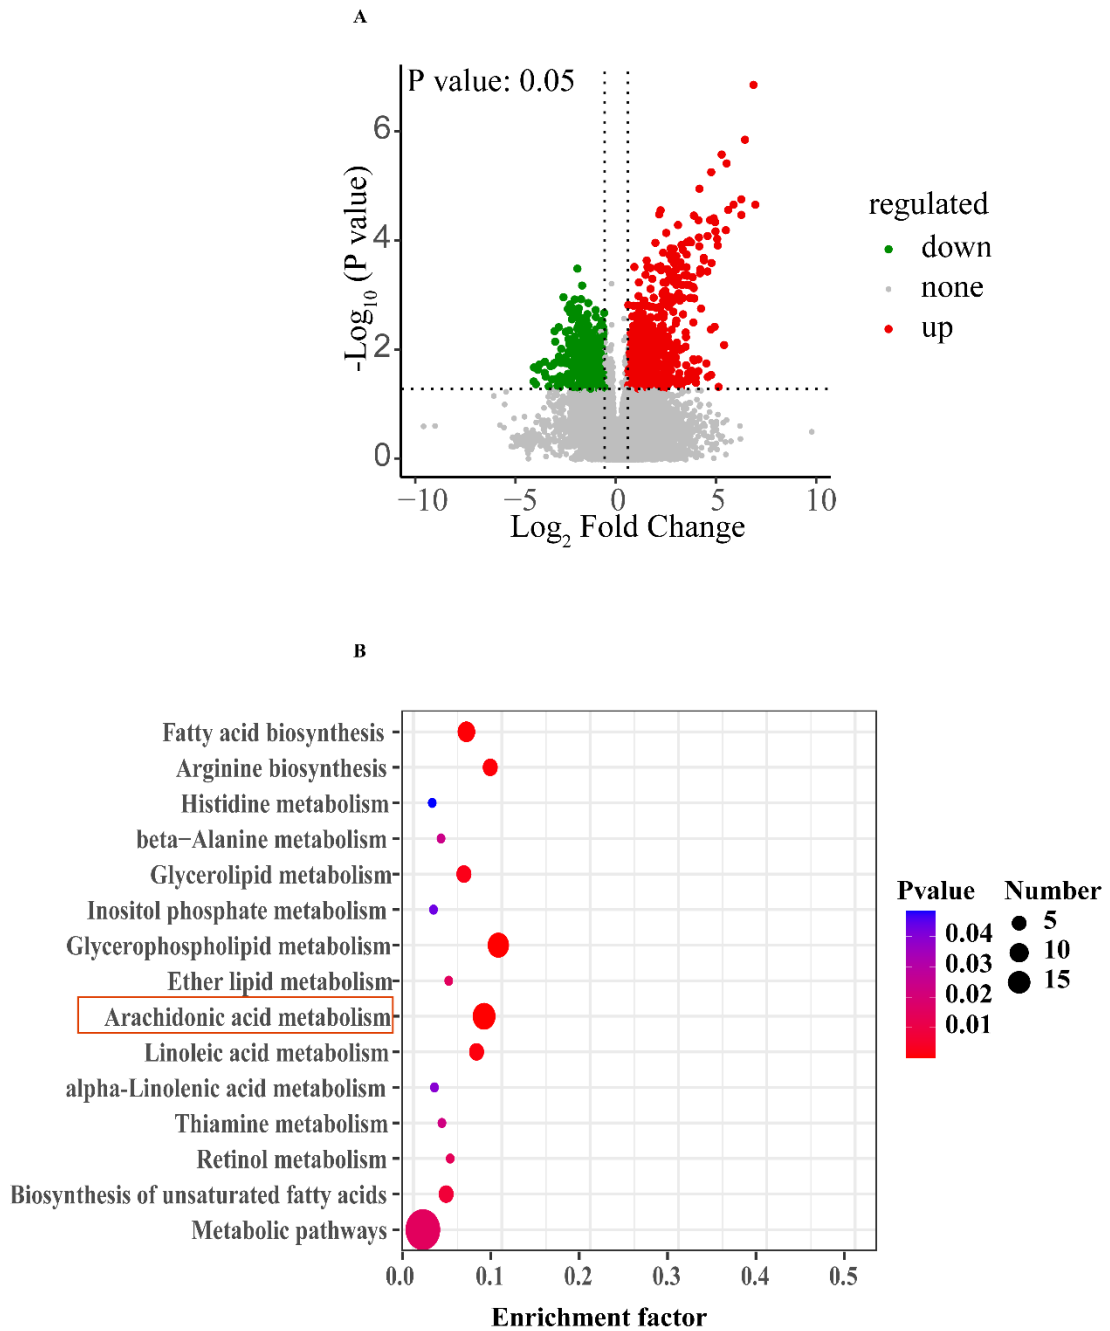 A
P value: 0.05
6
4
2
0
-Log10 (P value)
−10
−5
0
5
10
Log2 Fold Change
regulated
down
none
up
B
Fatty acid biosynthesis
Arginine biosynthesis
Histidine metabolism
beta−Alanine metabolism
Glycerolipid metabolism
Inositol phosphate metabolism
Glycerophospholipid metabolism
Ether lipid metabolism
Arachidonic acid metabolism
Linoleic acid metabolism
alpha-Linolenic acid metabolism
Thiamine metabolism
Retinol metabolism
Biosynthesis of unsaturated fatty acids
Metabolic pathways
0.0
0.1
0.2
0.3
0.4
0.5
Enrichment factor
Pvalue
0.04
0.03
0.02
0.01
Number
5
10
15